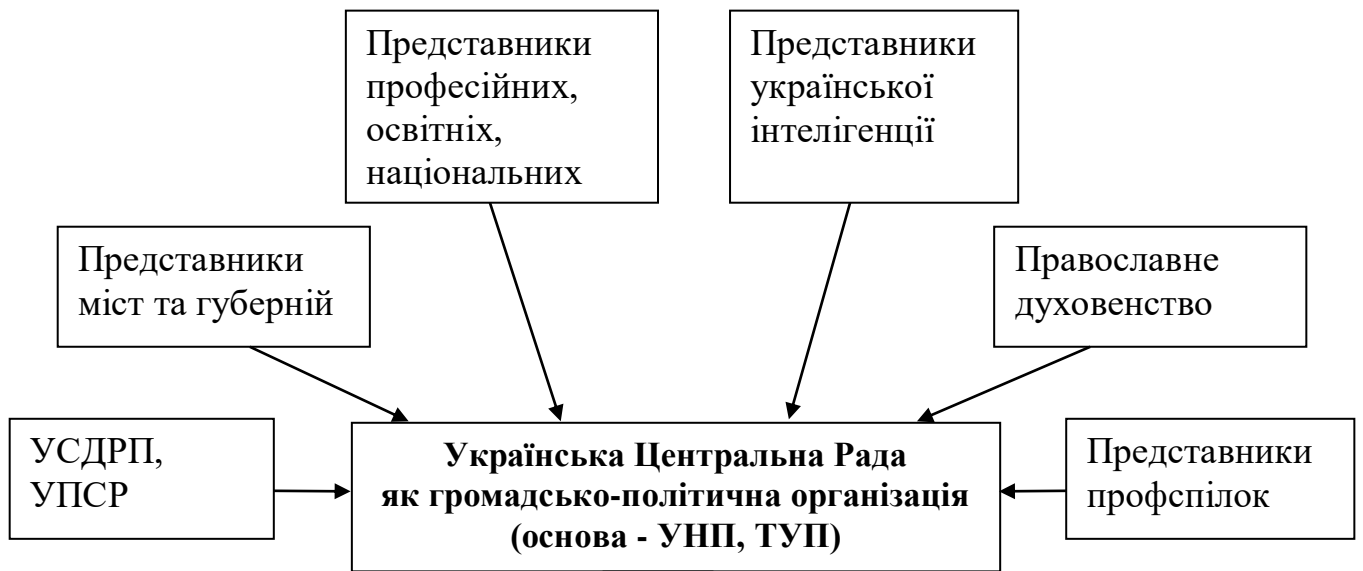 Представники
професійних,
освітніх,
національних
Представники
української
інтелігенції
Представники
міст та губерній
Православне
духовенство
УСДРП,
УПСР
Українська Центральна Рада
як громадсько-політична організація
(основа - УНП, ТУП)
Представники
профспілок